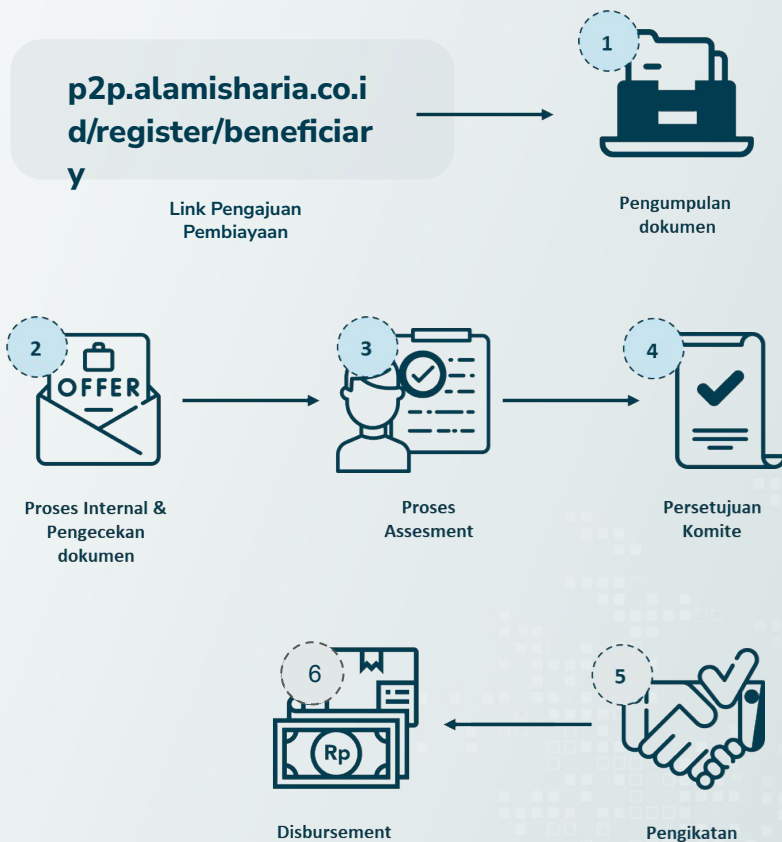 p2p.alamisharia.co.i
d/register/beneficiar
y
Link Pengajuan
Pembiayaan
1
Pengumpulan
dokumen
2
OFFER
Proses Internal &
Pengecekan
dokumen
3
Proses
Assesment
4
Persetujuan
Komite
5
Pengikatan
6
Rp
Disbursement